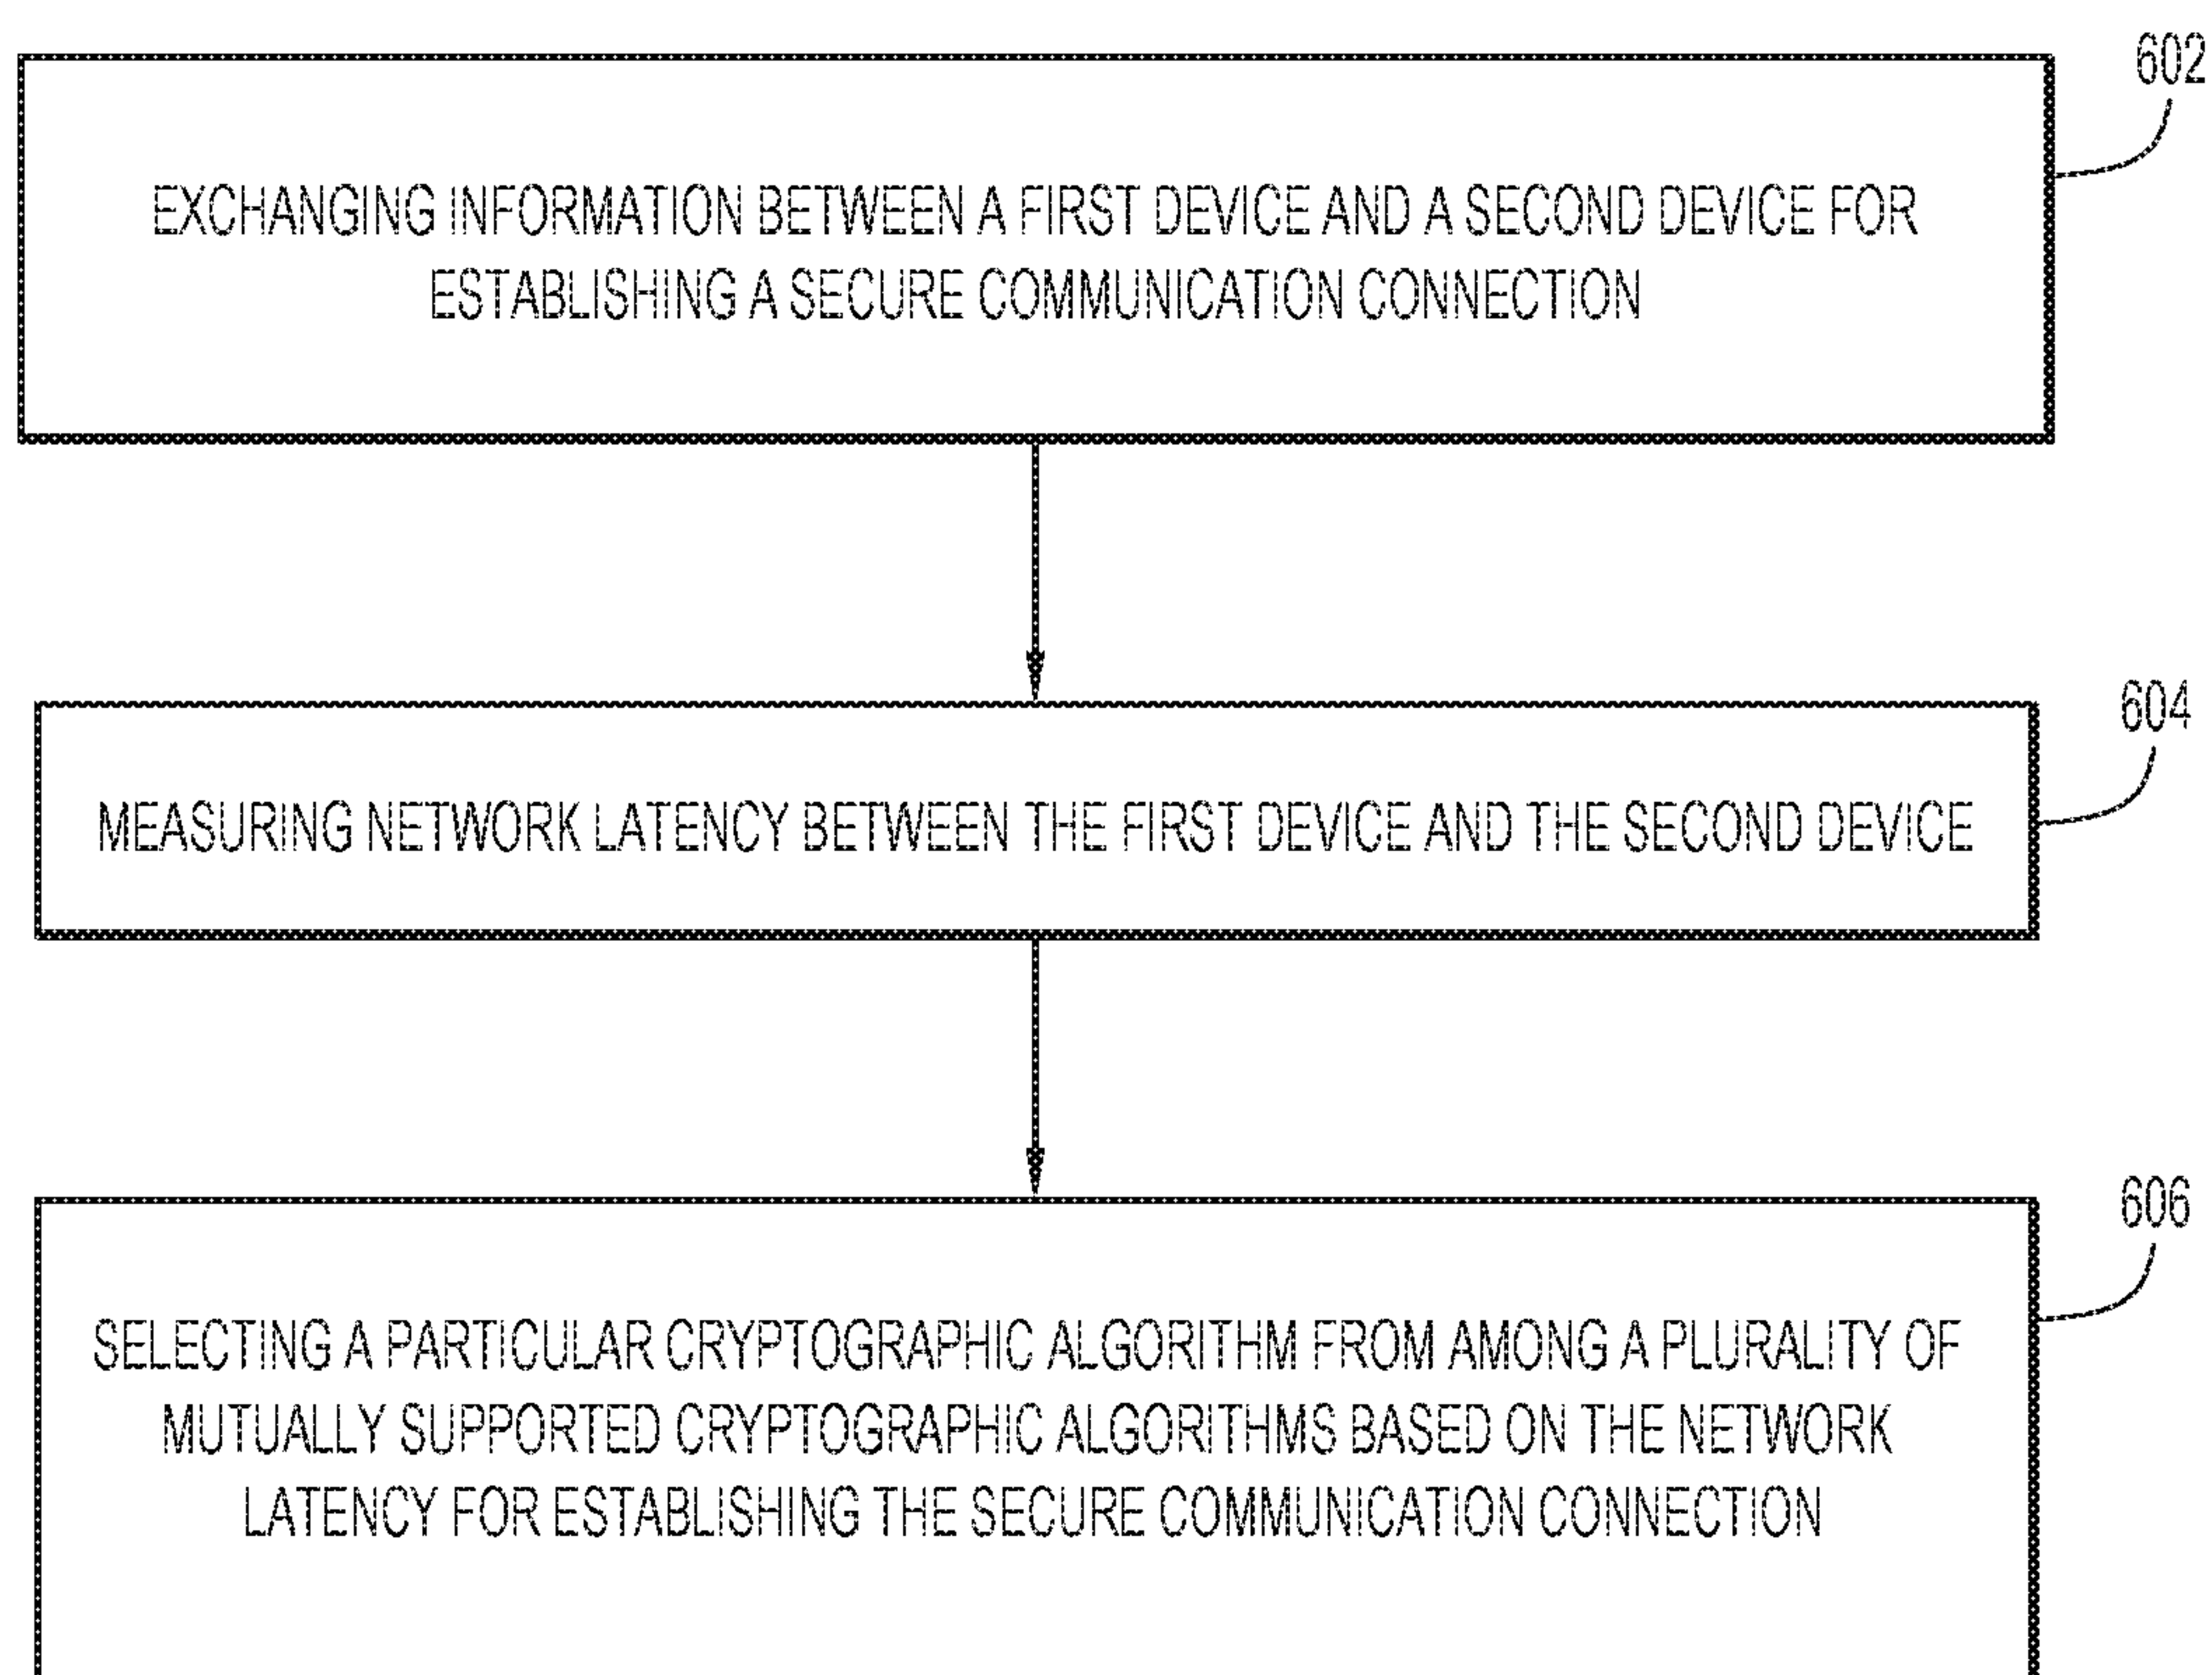 602
EXCHANGING INFORMATION BETWEEN A FIRST DEVICE AND A SECOND DEVICE FOR
ESTABLISHING A SECURE COMMUNICATION CONNECTION
604
MEASURING NETWORK LATENCY BETWEEN THE FIRST DEVICE AND THE SECOND DEVICE
606
SELECTING A PARTICULAR CRYPTOGRAPHIC ALGORITHM FROM AMONG A PLURALITY OF
MUTUALLY SUPPORTED CRYPTOGRAPHIC ALGORITHMS BASED ON THE NETWORK
LATENCY FOR ESTABLISHING THE SECURE COMMUNICATION CONNECTION